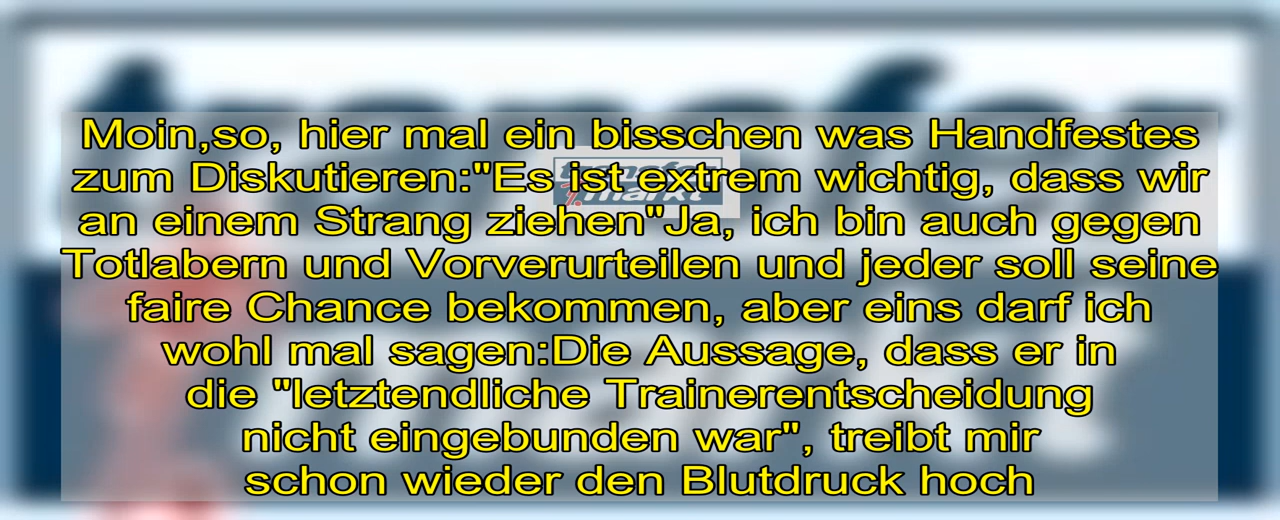 Moin,so, hier mal ein bisschen was Handfestes
zum Diskutieren:"Es ist extrem wichtig, dass wir
an einem Strang ziehen"Ja, ich bin auch gegen
Totlabern und Vorverurteilen und jeder soll seine
faire Chance bekommen, aber eins darf ich
wohl mal sagen:Die Aussage, dass er in
die "letztendliche Trainerentscheidung
nicht eingebunden war", treibt mir
schon wieder den Blutdruck hoch
transfer
markt